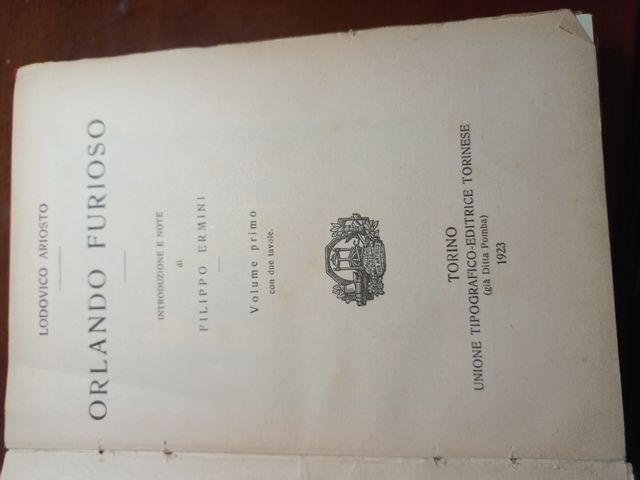 LODOVICO ARIOSTO
ORLANDO FURIOSO
INTRODUZIONE E NOTE
di
FILIPPO ERMINI
Volume primo
con due tavole.
TORINO
UNIONE TIPOGRAFICO-EDITRICE TORINESE
(già Ditta Pomba)
1923